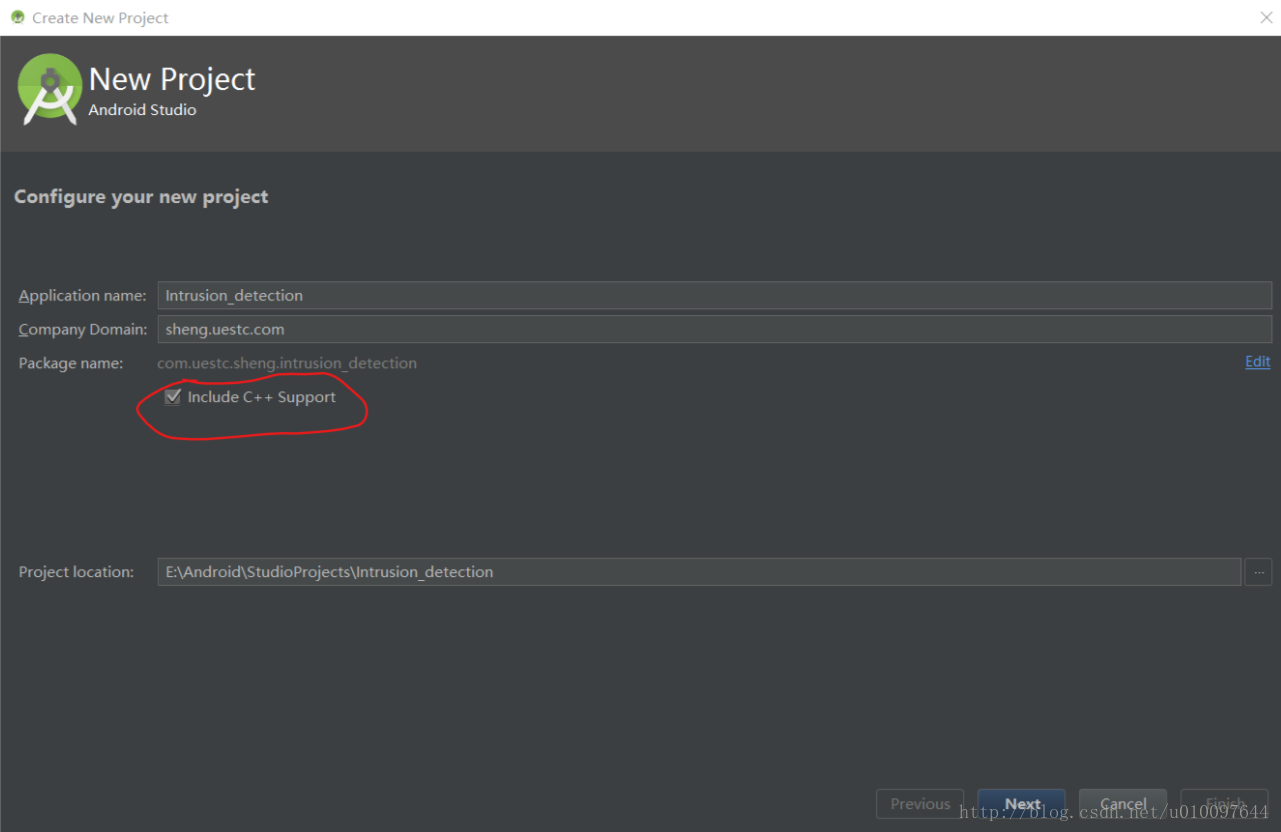 Create New Project
New Project
Android Studio
Configure your new project
Application name: Intrusion_detection
Company Domain: sheng.uestc.com
Package name: com.uestc.sheng.intrusion_detection Edit
Include C++ Support
Project location: E:\Android\StudioProjects\Intrusion_detection ...
Previous Next Cancel Finish
http://blog.csdn.net/u010097644